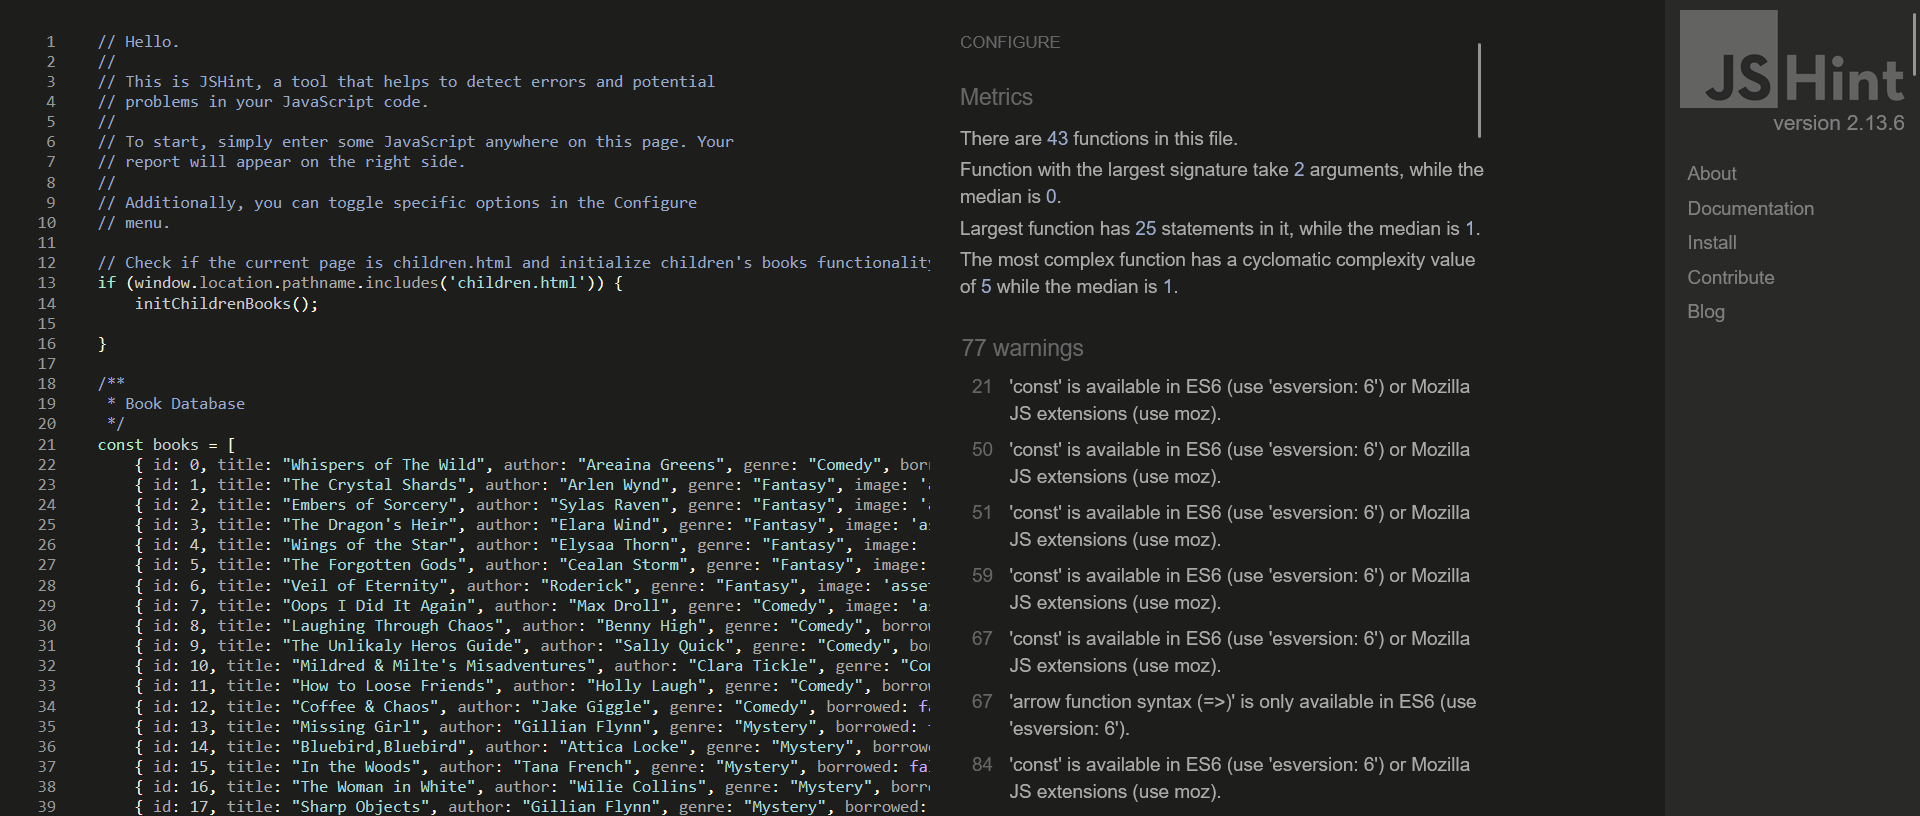 1 // Hello.
2 //
3 // This is JSHint, a tool that helps to detect errors and potential
4 // problems in your JavaScript code.
5 //
6 // To start, simply enter some JavaScript anywhere on this page. Your
7 // report will appear on the right side.
8 //
9 // Additionally, you can toggle specific options in the Configure
10 // menu.
11
12 // Check if the current page is children.html and initialize children's books functionality
13 if (window.location.pathname.includes('children.html')) {
14 initChildrenBooks();
15
16 }
17
18 /**
19 * Book Database
20 */
21 const books = [
22 { id: 0, title: "Whispers of The Wild", author: "Areaina Greens", genre: "Comedy", borr
23 { id: 1, title: "The Crystal Shards", author: "Arlen Wynd", genre: "Fantasy", image: 'a
24 { id: 2, title: "Embers of Sorcery", author: "Sylas Raven", genre: "Fantasy", image: 'a
25 { id: 3, title: "The Dragon's Heir", author: "Elara Wind", genre: "Fantasy", image: 'as
26 { id: 4, title: "Wings of the Star", author: "Elysaa Thorn", genre: "Fantasy", image:
27 { id: 5, title: "The Forgotten Gods", author: "Cealan Storm", genre: "Fantasy", image:
28 { id: 6, title: "Veil of Eternity", author: "Roderick", genre: "Fantasy", image: 'asset
29 { id: 7, title: "Oops I Did It Again", author: "Max Droll", genre: "Comedy", image: 'as
30 { id: 8, title: "Laughing Through Chaos", author: "Benny High", genre: "Comedy", borrow
31 { id: 9, title: "The Unlikaly Heros Guide", author: "Sally Quick", genre: "Comedy", bo
32 { id: 10, title: "Mildred & Milte's Misadventures", author: "Clara Tickle", genre: "Com
33 { id: 11, title: "How to Loose Friends", author: "Holly Laugh", genre: "Comedy", borrow
34 { id: 12, title: "Coffee & Chaos", author: "Jake Giggle", genre: "Comedy", borrowed: fa
35 { id: 13, title: "Missing Girl", author: "Gillian Flynn", genre: "Mystery", borrowed:
36 { id: 14, title: "Bluebird,Bluebird", author: "Attica Locke", genre: "Mystery", borrow
37 { id: 15, title: "In the Woods", author: "Tana French", genre: "Mystery", borrowed: fal
38 { id: 16, title: "The Woman in White", author: "Wilie Collins", genre: "Mystery", borr
39 { id: 17, title: "Sharp Objects", author: "Gillian Flynn", genre: "Mystery", borrowed:
CONFIGURE
Metrics
There are 43 functions in this file.
Function with the largest signature take 2 arguments, while the
median is 0.
Largest function has 25 statements in it, while the median is 1.
The most complex function has a cyclomatic complexity value
of 5 while the median is 1.
77 warnings
21 'const' is available in ES6 (use 'esversion: 6') or Mozilla
JS extensions (use moz).
50 'const' is available in ES6 (use 'esversion: 6') or Mozilla
JS extensions (use moz).
51 'const' is available in ES6 (use 'esversion: 6') or Mozilla
JS extensions (use moz).
59 'const' is available in ES6 (use 'esversion: 6') or Mozilla
JS extensions (use moz).
67 'const' is available in ES6 (use 'esversion: 6') or Mozilla
JS extensions (use moz).
67 'arrow function syntax (=>)' is only available in ES6 (use
'esversion: 6').
84 'const' is available in ES6 (use 'esversion: 6') or Mozilla
JS extensions (use moz).
JSHint
version 2.13.6
About
Documentation
Install
Contribute
Blog